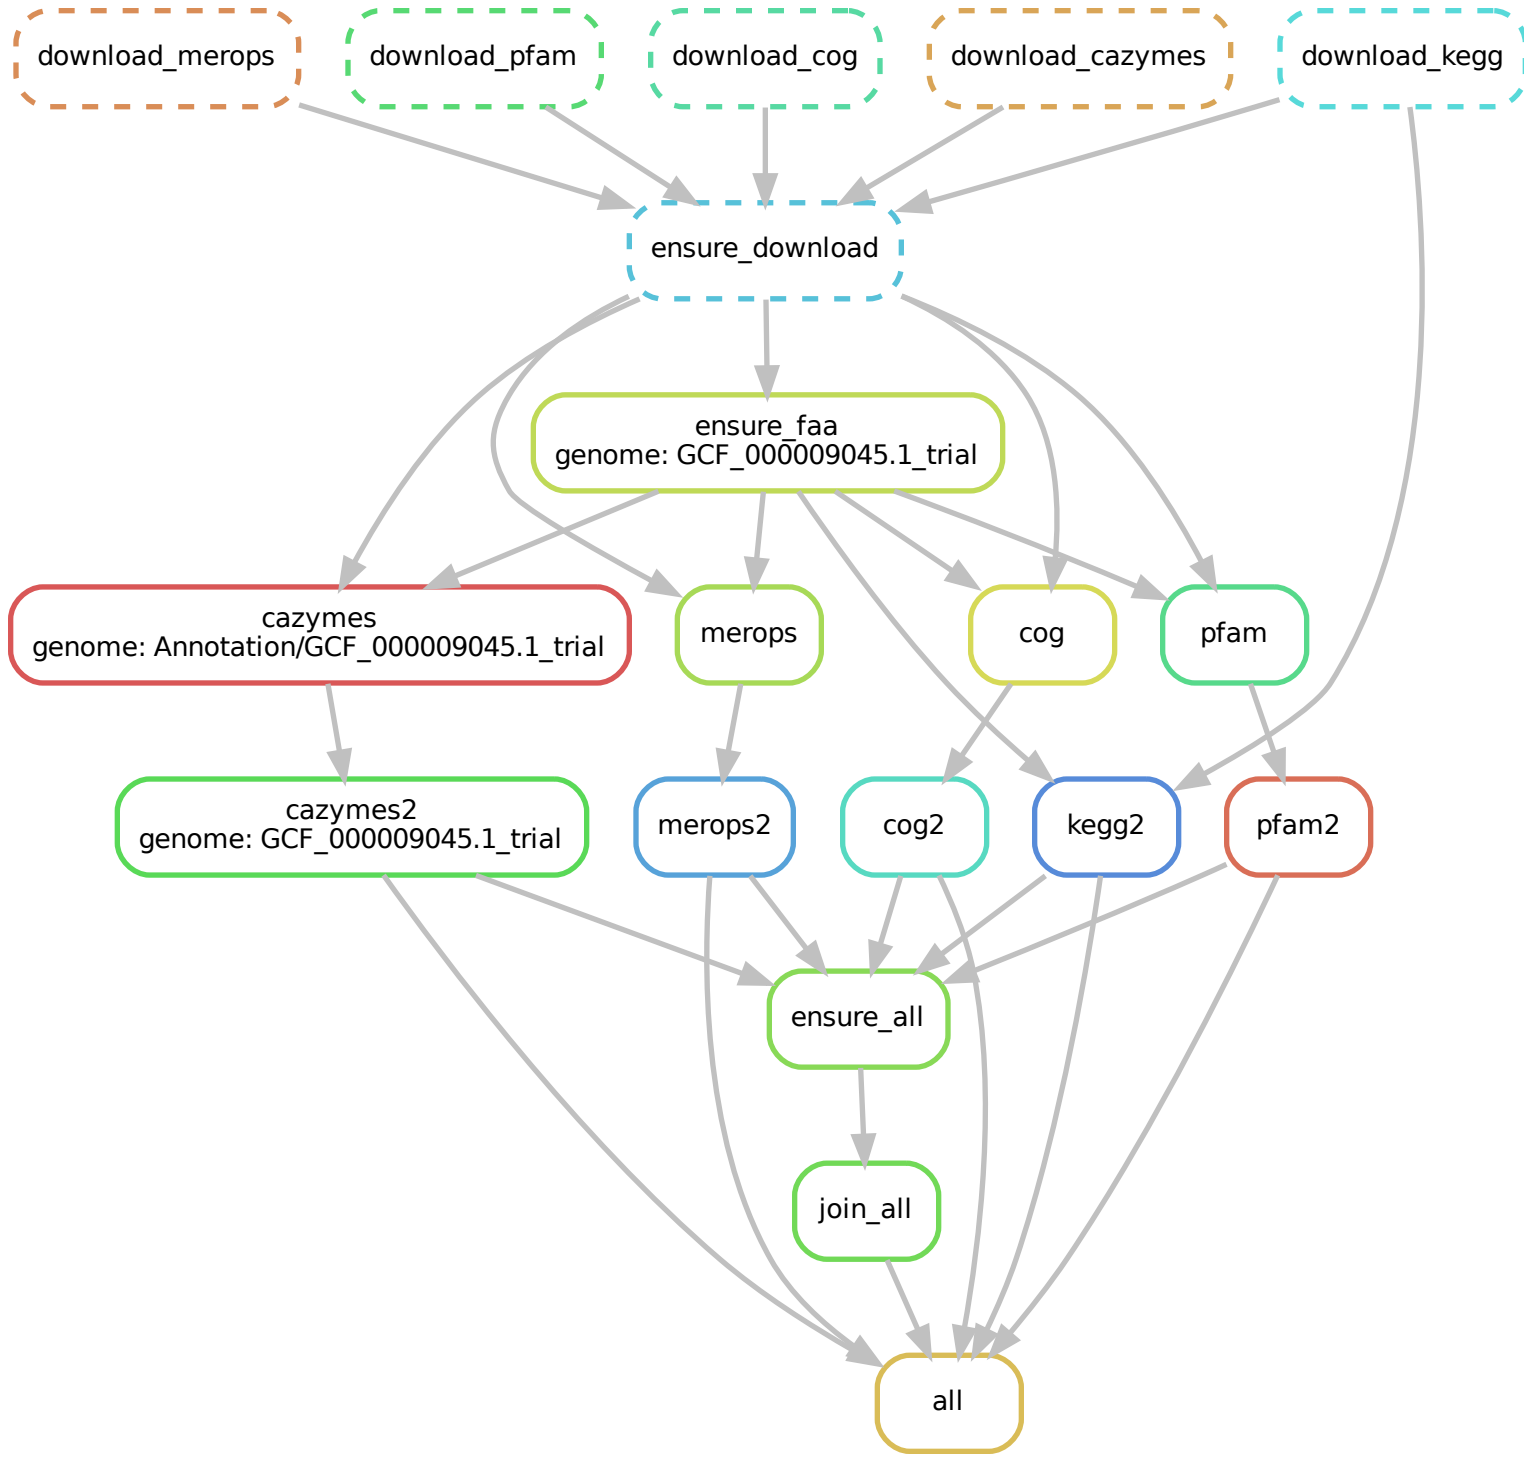 download_merops
download_pfam
download_cog
download_cazymes
download_kegg
ensure_download
ensure_faa
genome: GCF_000009045.1_trial
cazymes
genome: Annotation/GCF_000009045.1_trial
merops
cog
pfam
cazymes2
genome: GCF_000009045.1_trial
merops2
cog2
kegg2
pfam2
ensure_all
join_all
all